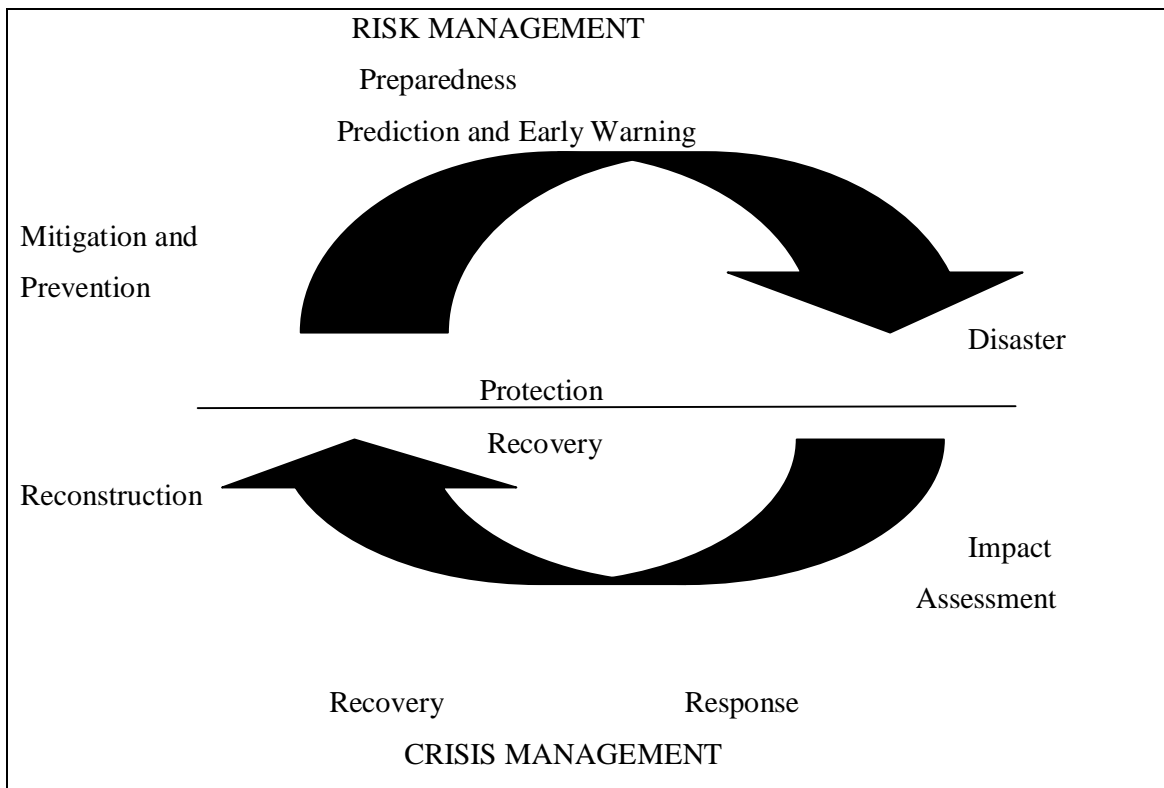 RISK MANAGEMENT
Preparedness
Prediction and Early Warning
Mitigation and
Prevention
Disaster
Protection
Recovery
Reconstruction
Impact
Assessment
Recovery
Response
CRISIS MANAGEMENT